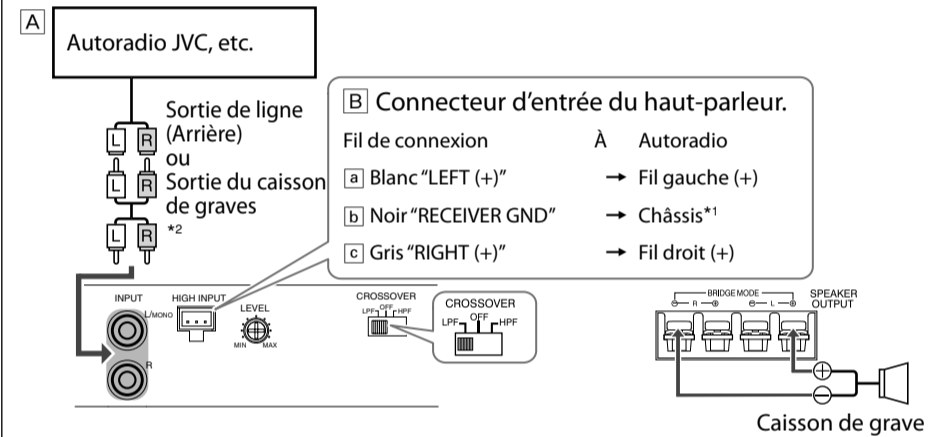 A
Autoradio JVC, etc.
Sortie de ligne
(Arrière)
ou
Sortie du caisson
de graves
*2
L R
L R
L R
B Connecteur d’entrée du haut-parleur.
Fil de connexion À Autoradio
a Blanc “LEFT (+)” → Fil gauche (+)
b Noir “RECEIVER GND” → Châssis*1
c Gris “RIGHT (+)” → Fil droit (+)
INPUT
L/MONO
R
HIGH INPUT
LEVEL
MIN MAX
CROSSOVER
LPF OFF HPF
CROSSOVER
LPF OFF HPF
BRIDGE MODE
⊖ R ⊕ ⊖ L ⊕
SPEAKER
OUTPUT
+
−
Caisson de grave